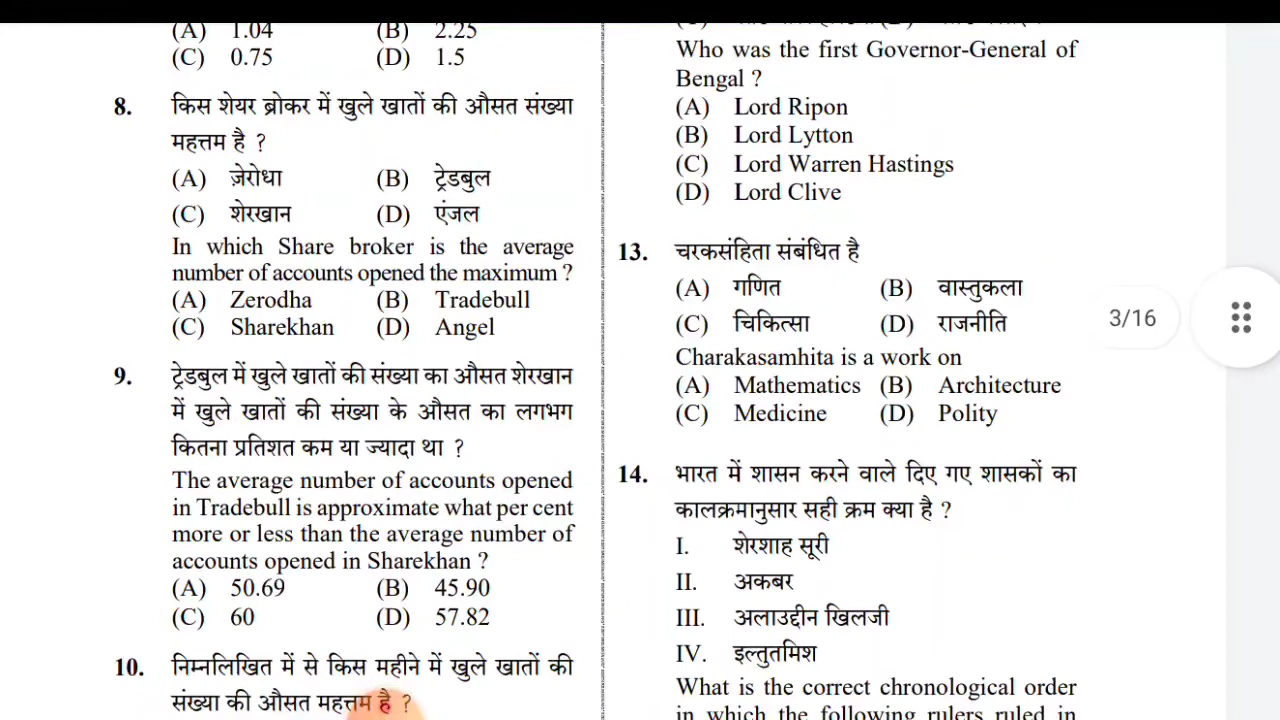 (A) 1.04 (B) 2.25
(C) 0.75 (D) 1.5
8. किस शेयर ब्रोकर में खुले खातों की औसत संख्या
महत्तम है ?
(A) ज़ेरोधा (B) ट्रेडबुल
(C) शेरखान (D) एंजल
In which Share broker is the average
number of accounts opened the maximum ?
(A) Zerodha (B) Tradebull
(C) Sharekhan (D) Angel
9. ट्रेडबुल में खुले खातों की संख्या का औसत शेरखान
में खुले खातों की संख्या के औसत का लगभग
कितना प्रतिशत कम या ज्यादा था ?
The average number of accounts opened
in Tradebull is approximate what per cent
more or less than the average number of
accounts opened in Sharekhan ?
(A) 50.69 (B) 45.90
(C) 60 (D) 57.82
10. निम्नलिखित में से किस महीने में खुले खातों की
संख्या की औसत महत्तम है ?
Who was the first Governor-General of
Bengal ?
(A) Lord Ripon
(B) Lord Lytton
(C) Lord Warren Hastings
(D) Lord Clive
13. चरकसंहिता संबंधित है
(A) गणित (B) वास्तुकला
(C) चिकित्सा (D) राजनीति
Charakasamhita is a work on
(A) Mathematics (B) Architecture
(C) Medicine (D) Polity
14. भारत में शासन करने वाले दिए गए शासकों का
कालक्रमानुसार सही क्रम क्या है ?
I. शेरशाह सूरी
II. अकबर
III. अलाउद्दीन खिलजी
IV. इल्तुतमिश
What is the correct chronological order
in which the following rulers ruled in
3/16